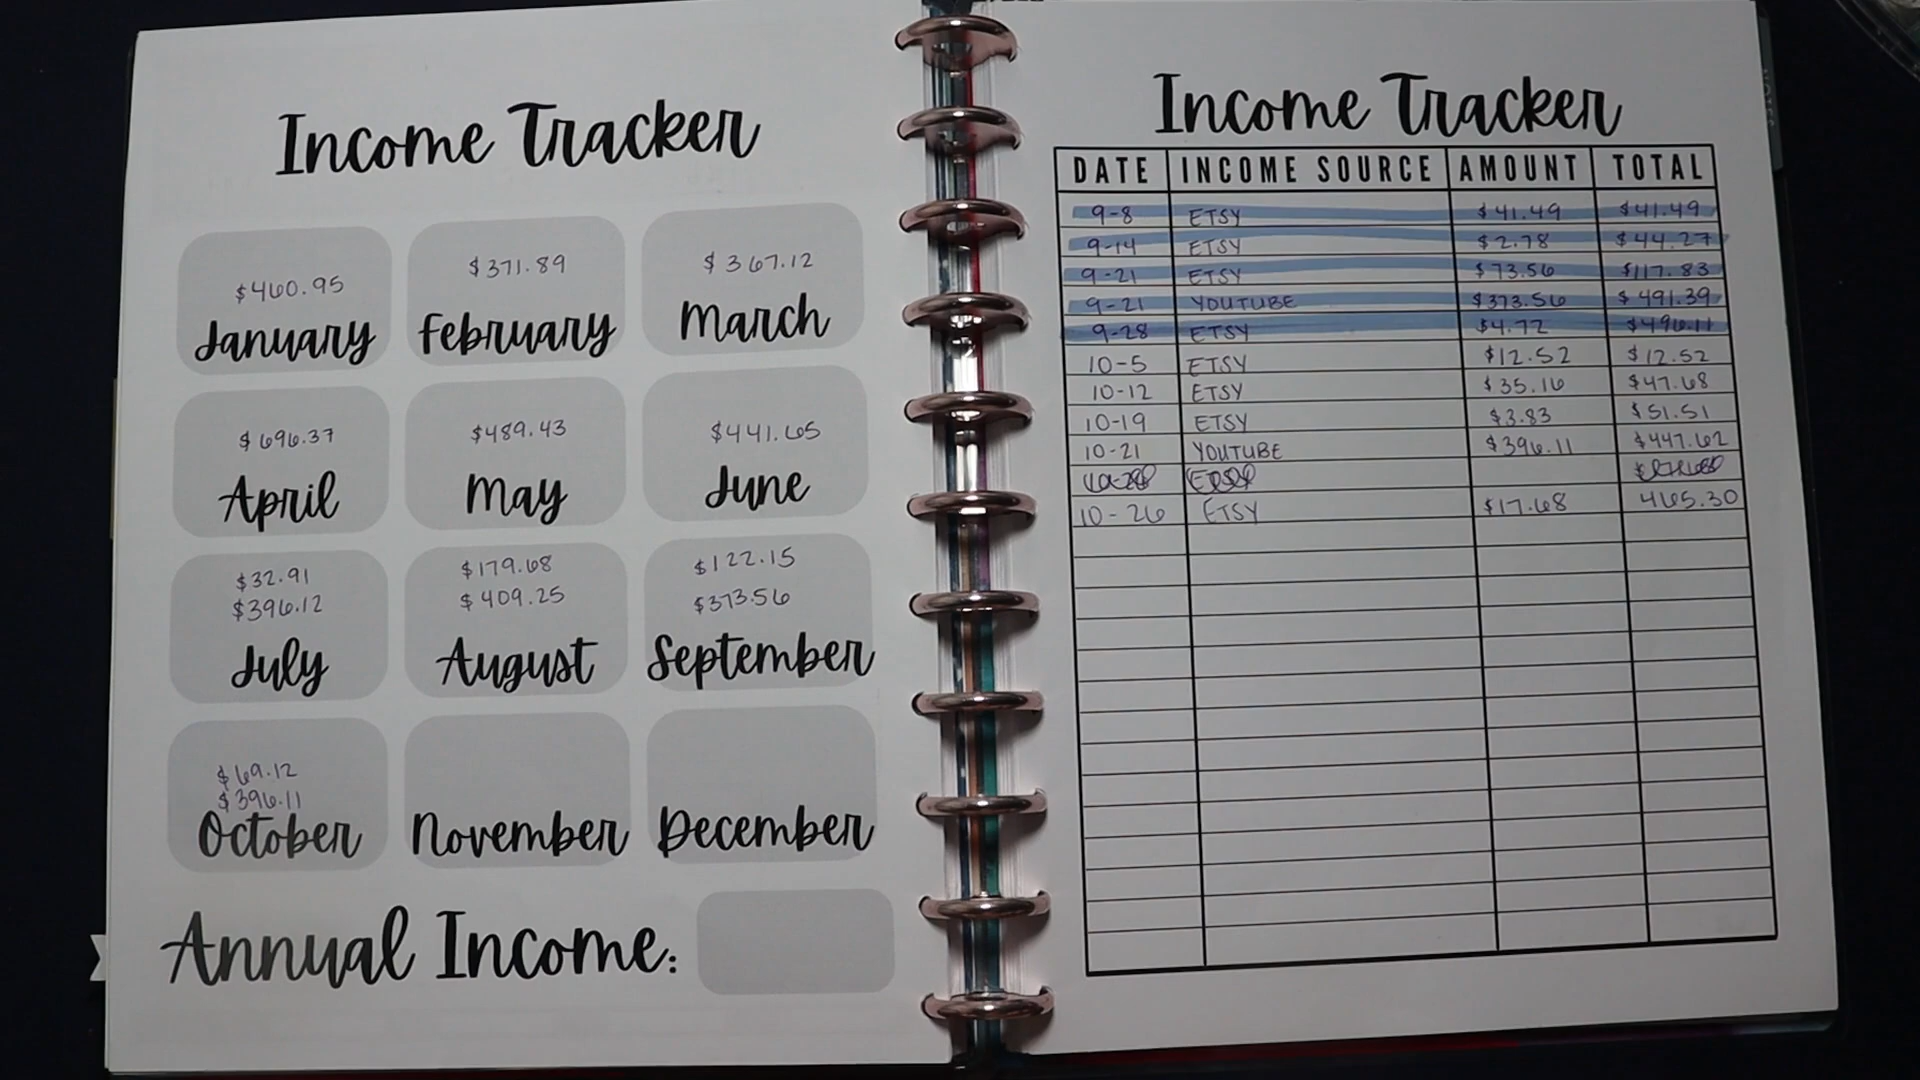 Income Tracker
$460.95
January
$371.89
February
$367.12
March
$696.37
April
$489.43
May
$441.65
June
$32.91
$396.12
July
$179.68
$409.25
August
$122.15
$373.56
September
$69.12
$396.11
October
November
December
Annual Income:
Income Tracker
DATE INCOME SOURCE AMOUNT TOTAL
9-8 ETSY $41.49 $41.49
9-14 ETSY $2.78 $44.27
9-21 ETSY $73.56 $117.83
9-21 YOUTUBE $373.56 $491.39
9-28 ETSY $4.72 $496.11
10-5 ETSY $12.52 $12.52
10-12 ETSY $35.16 $47.68
10-19 ETSY $3.83 $51.51
10-21 YOUTUBE $396.11 $447.62
10-26 ETSY $17.68 465.30